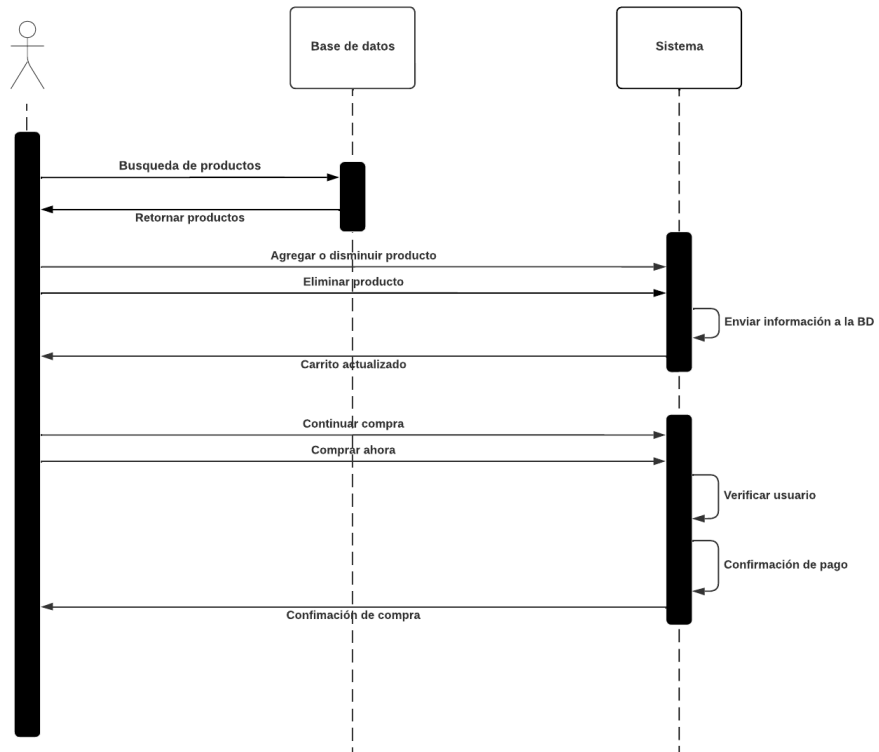 Base de datos
Sistema
Busqueda de productos
Retornar productos
Agregar o disminuir producto
Eliminar producto
Enviar información a la BD
Carrito actualizado
Continuar compra
Comprar ahora
Verificar usuario
Confirmación de pago
Confimación de compra